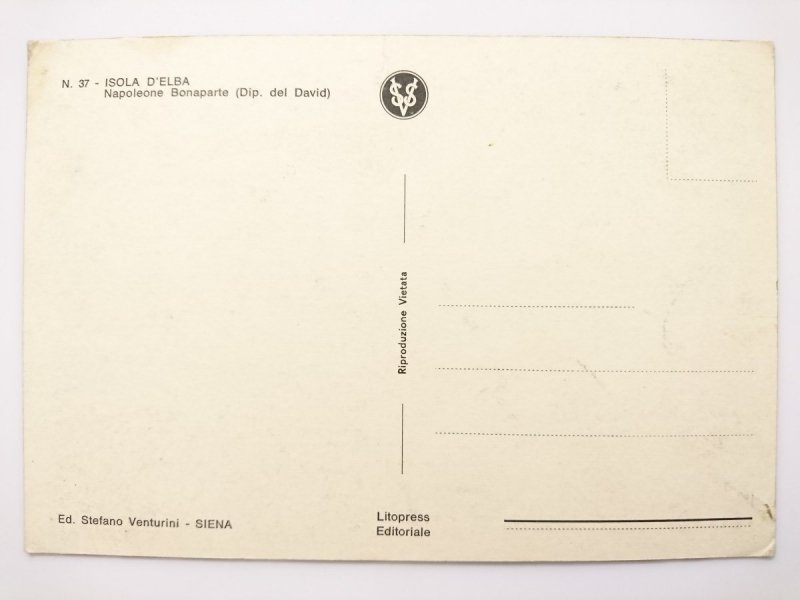 N. 37 - ISOLA D'ELBA
Napoleone Bonaparte (Dip. del David)
Riproduzione Vietata
Ed. Stefano Venturini - SIENA
Litopress
Editoriale